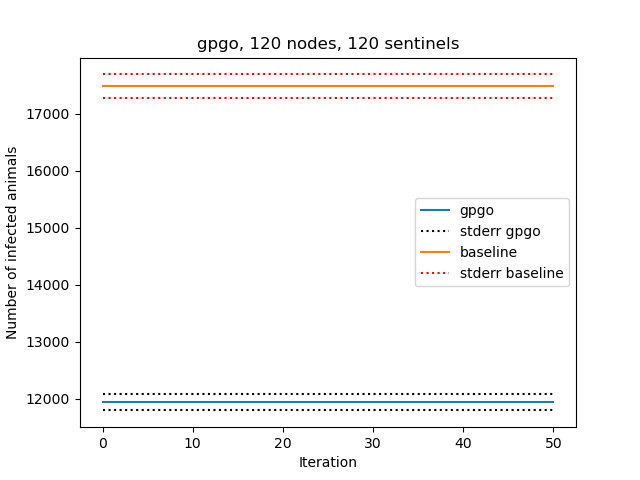 gpgo, 120 nodes, 120 sentinels
Number of infected animals
17000
16000
15000
14000
13000
12000
gpgo
stderr gpgo
baseline
stderr baseline
0 10 20 30 40 50
Iteration